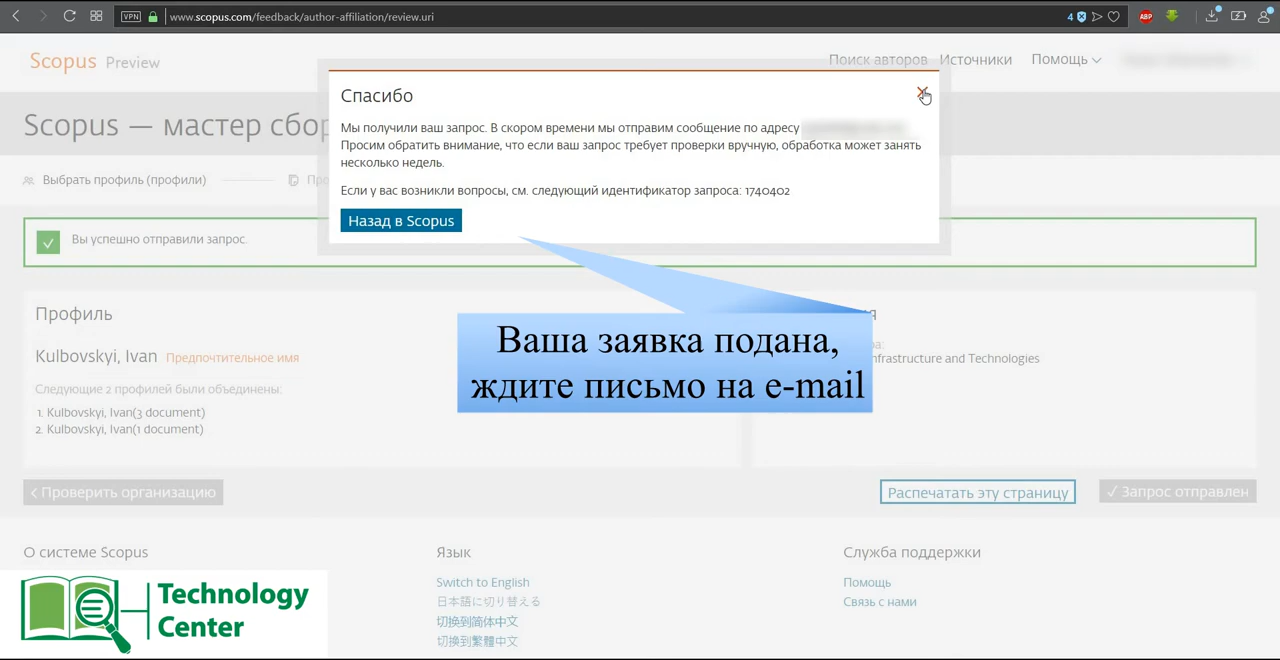 VPN
www.scopus.com/feedback/author-affiliation/review.uri
4
ABP
Scopus Preview
Поиск авторов Источники Помощь
Scopus — мастер сбор
Спасибо
Мы получили ваш запрос. В скором времени мы отправим сообщение по адресу
Просим обратить внимание, что если ваш запрос требует проверки вручную, обработка может занять
несколько недель.
Если у вас возникли вопросы, см. следующий идентификатор запроса: 1740402
Назад в Scopus
Выбрать профиль (профили)
Про
Вы успешно отправили запрос.
Ваша заявка подана,
ждите письмо на e-mail
Профиль
Kulbovskyi, Ivan Предпочтительное имя
Следующие 2 профилей были объединены:
1. Kulbovskyi, Ivan(3 document)
2. Kulbovskyi, Ivan(1 document)
nfrastructure and Technologies
Проверить организацию
Распечатать эту страницу
Запрос отправлен
О системе Scopus
Technology
Center
Язык
Switch to English
日本語に切り替える
切换到简体中文
切換到繁體中文
Служба поддержки
Помощь
Связь с нами